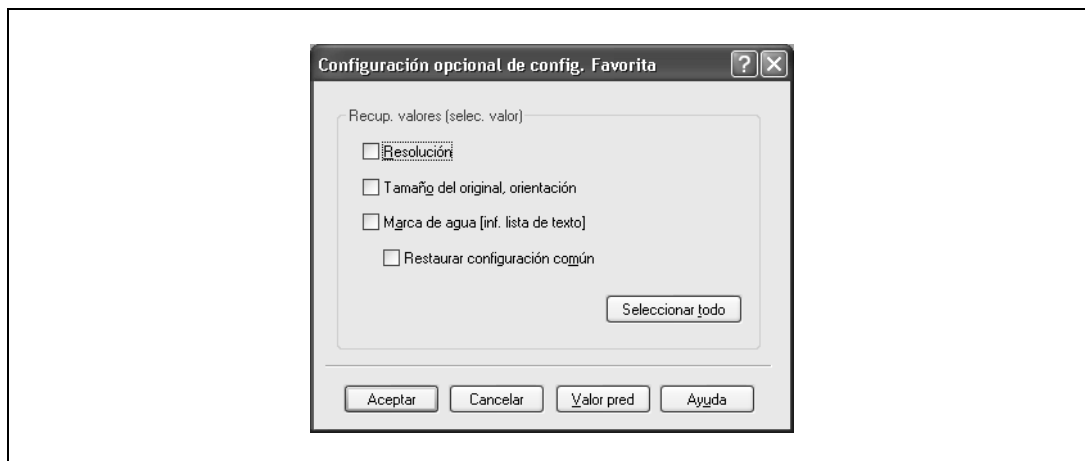 Configuración opcional de config. Favorita
Recup. valores (selec. valor)
Resolución
Tamaño del original, orientación
Marca de agua [inf. lista de texto]
Restaurar configuración común
Seleccionar todo
Aceptar Cancelar Valor pred Ayuda